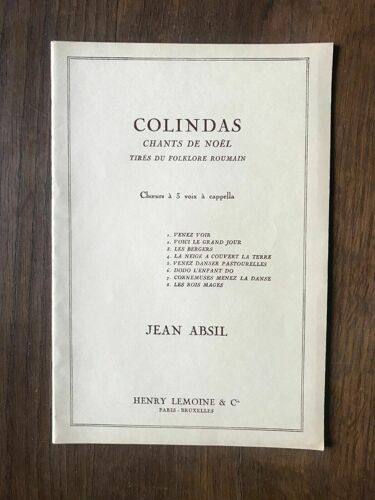 COLINDAS
CHANTS DE NOËL
TIRÉS DU FOLKLORE ROUMAIN
Chœurs à 3 voix à cappella
1. VENEZ VOIR
2. VOICI LE GRAND JOUR
3. LES BERGERS
4. LA NEIGE A COUVERT LA TERRE
5. VENEZ DANSER PASTOURELLES
6. DODO L'ENFANT DO
7. CORNEMUSES MENEZ LA DANSE
8. LES ROIS MAGES
JEAN ABSIL
HENRY LEMOINE & Cie
PARIS - BRUXELLES